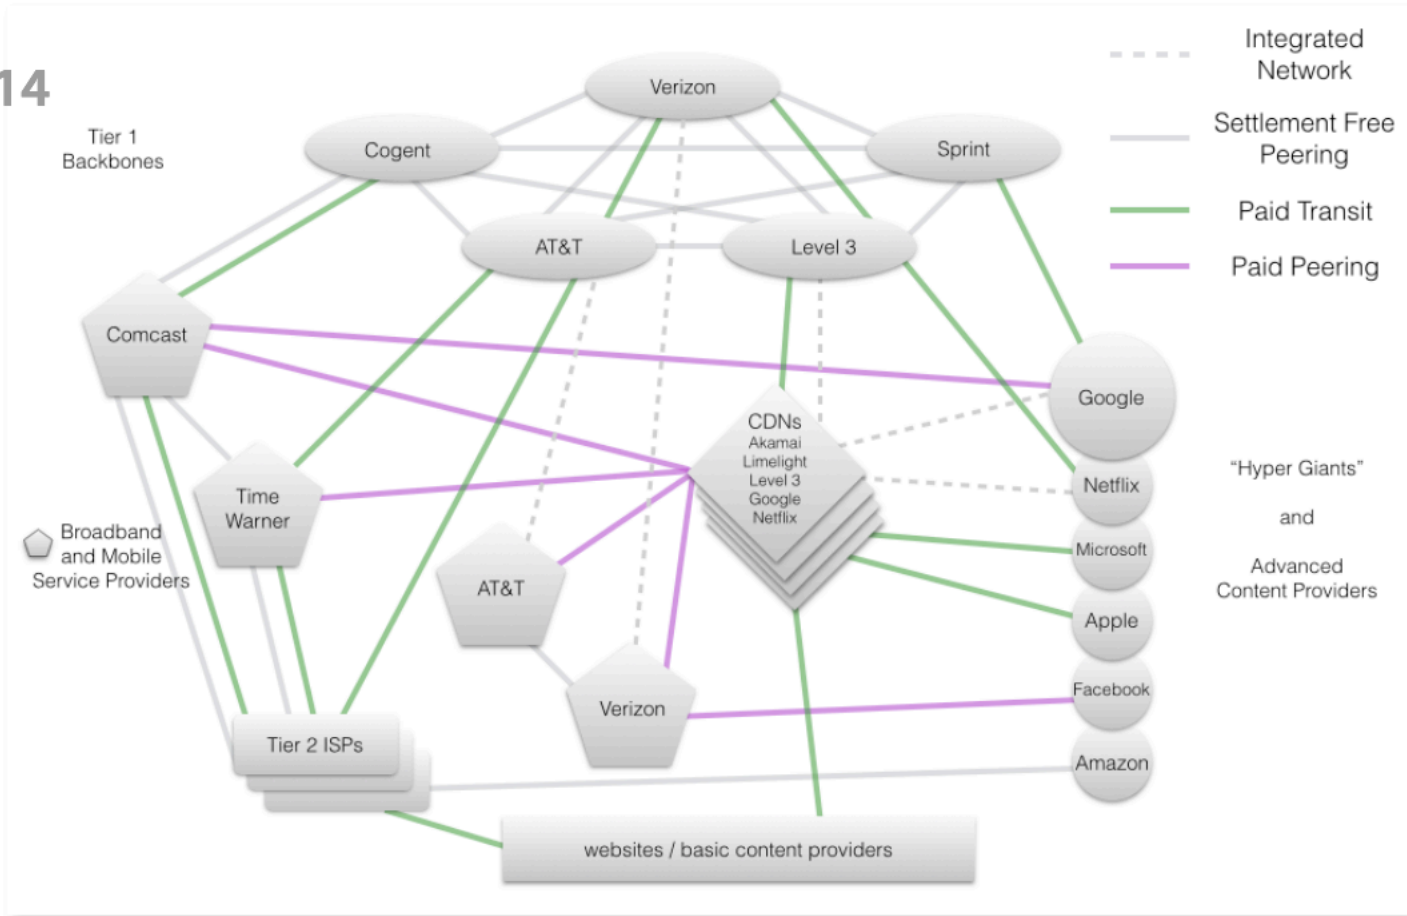 14
Tier 1
Backbones
Verizon
Cogent
Sprint
AT&T
Level 3
Integrated
Network
Settlement Free
Peering
Paid Transit
Paid Peering
Comcast
Time
Warner
Broadband
and Mobile
Service Providers
AT&T
Verizon
CDNs
Akamai
Limelight
Level 3
Google
Netflix
Google
Netflix
Microsoft
Apple
Facebook
Amazon
“Hyper Giants”
and
Advanced
Content Providers
Tier 2 ISPs
websites / basic content providers